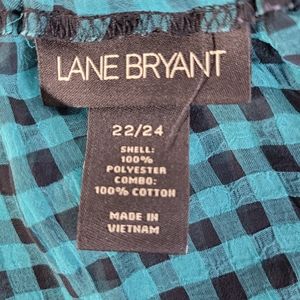 LANE BRYANT
22/24
SHELL:
100%
POLYESTER
COMBO:
100% COTTON
MADE IN
VIETNAM